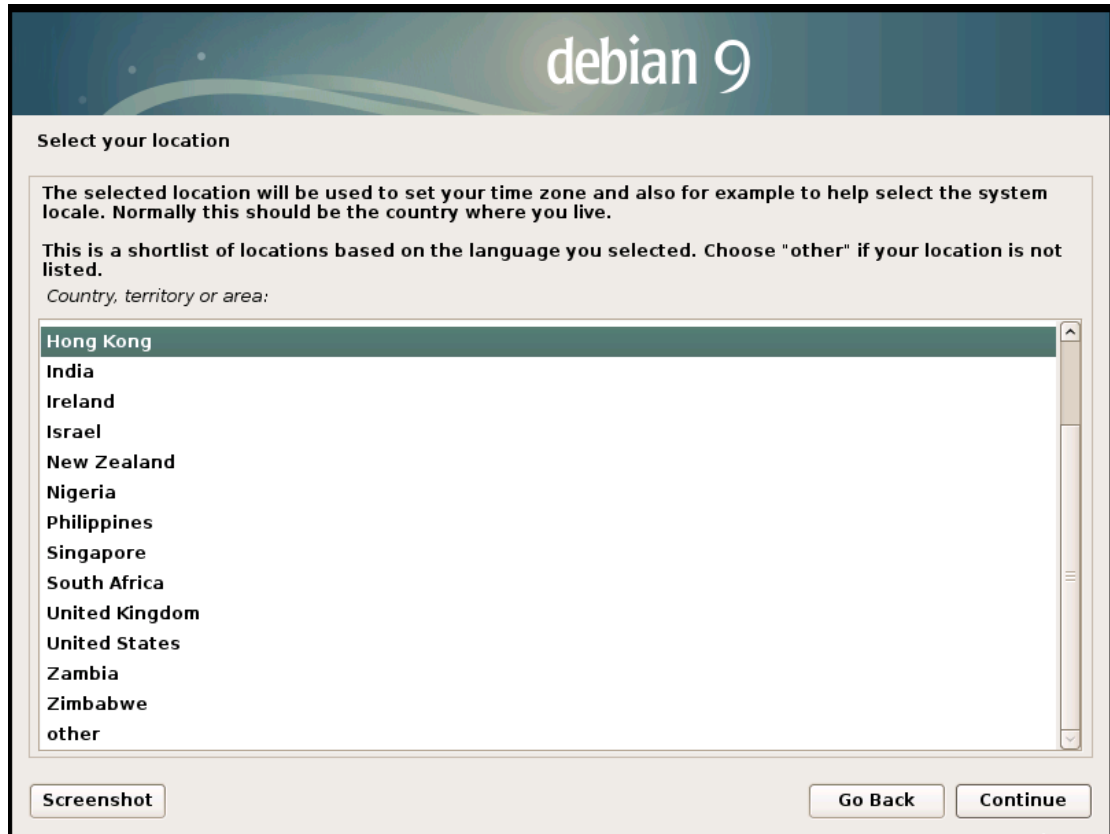 debian 9
Select your location
The selected location will be used to set your time zone and also for example to help select the system
locale. Normally this should be the country where you live.
This is a shortlist of locations based on the language you selected. Choose "other" if your location is not
listed.
Country, territory or area:
Hong Kong
India
Ireland
Israel
New Zealand
Nigeria
Philippines
Singapore
South Africa
United Kingdom
United States
Zambia
Zimbabwe
other
Screenshot
Go Back
Continue